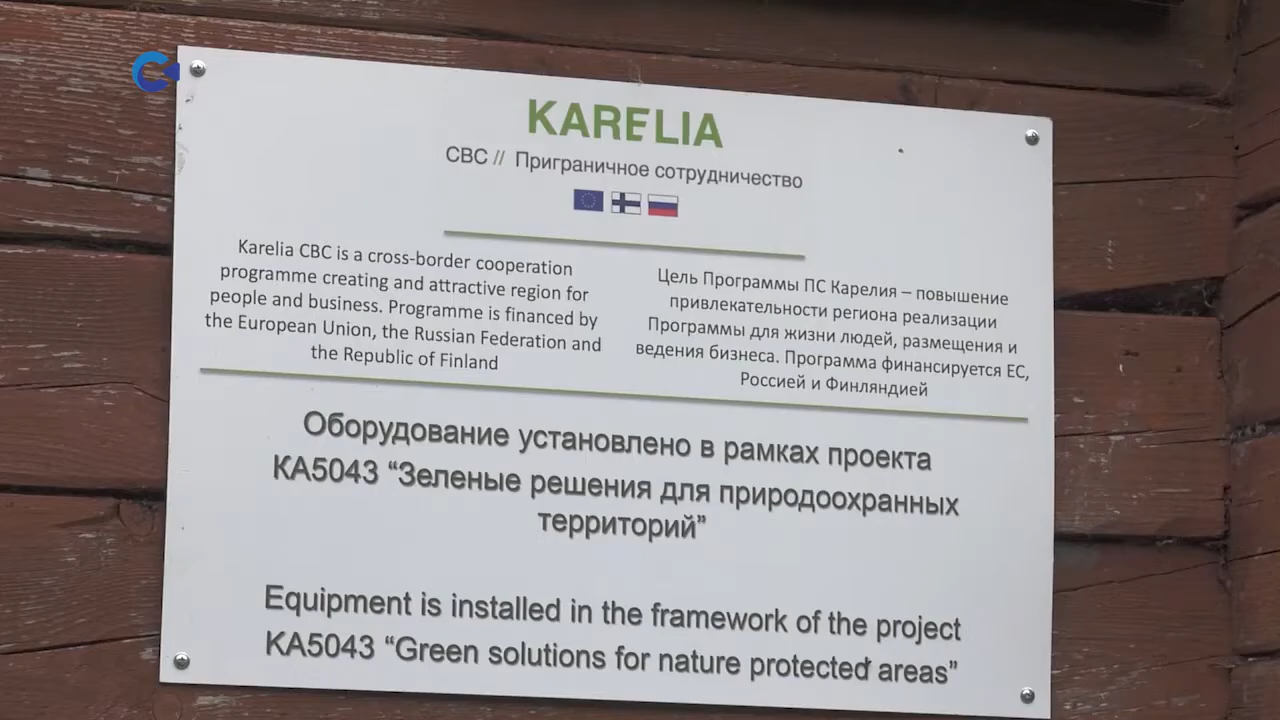 KARELIA
CBC // Приграничное сотрудничество
Karelia CBC is a cross-border cooperation
programme creating and attractive region for
people and business. Programme is financed by
the European Union, the Russian Federation and
the Republic of Finland
Цель Программы ПС Карелия – повышение
привлекательности региона реализации
Программы для жизни людей, размещения и
ведения бизнеса. Программа финансируется ЕС,
Россией и Финляндией
Оборудование установлено в рамках проекта
КА5043 “Зеленые решения для природоохранных
территорий”
Equipment is installed in the framework of the project
KA5043 “Green solutions for nature protected areas”